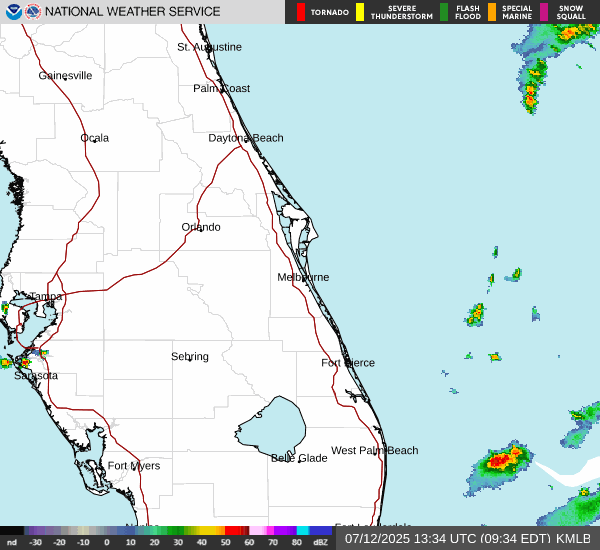 NATIONAL WEATHER SERVICE
TORNADO
SEVERE
THUNDERSTORM
FLASH
FLOOD
SPECIAL
MARINE
SNOW
SQUALL
St. Augustine
Gainesville
Palm Coast
Ocala
Daytona Beach
Orlando
Melbourne
Tampa
Sebring
Fort Pierce
Sarasota
West Palm Beach
Belle Glade
Fort Myers
nd -30 -20 -10 0 10 20 30 40 50 60 70 80 dBZ
07/12/2025 13:34 UTC (09:34 EDT) KMLB